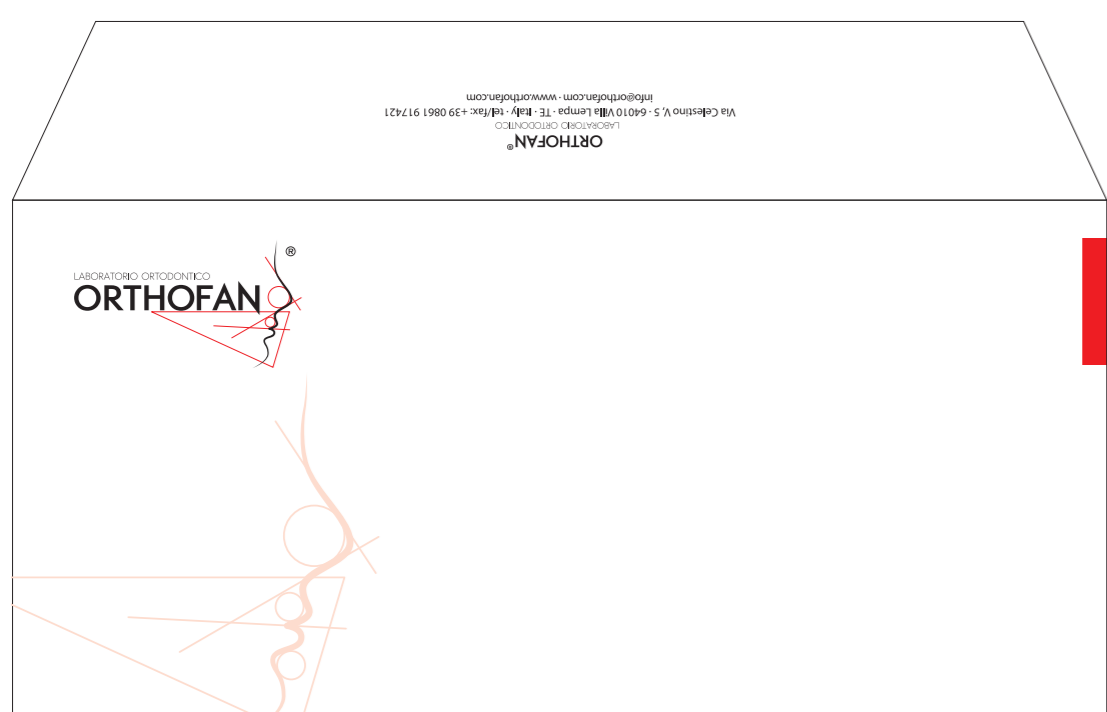 ORTHOFAN®
LABORATORIO ORTODONTICO
Via Celestino V, 5 - 64010 Villa Lempa · TE · Italy · tel/fax: +39 0861 917421
info@orthofan.com · www.orthofan.com
®
LABORATORIO ORTODONTICO
ORTHOFAN